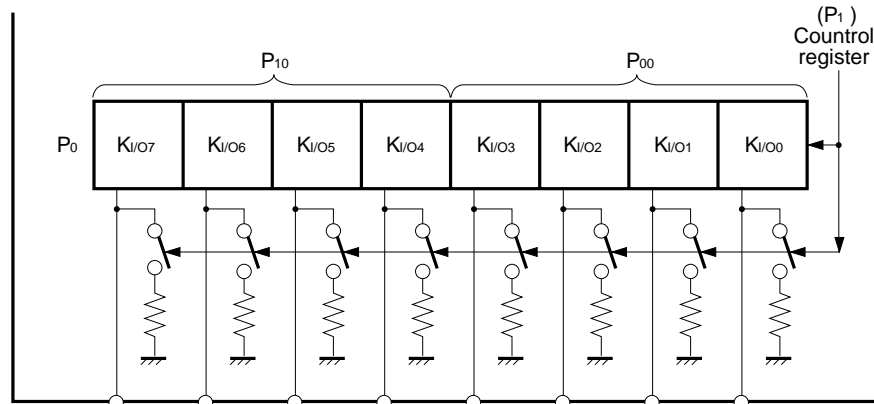 (P1)
Countrol
register
P10 P00
P0 KI/O7 KI/O6 KI/O5 KI/O4 KI/O3 KI/O2 KI/O1 KI/O0